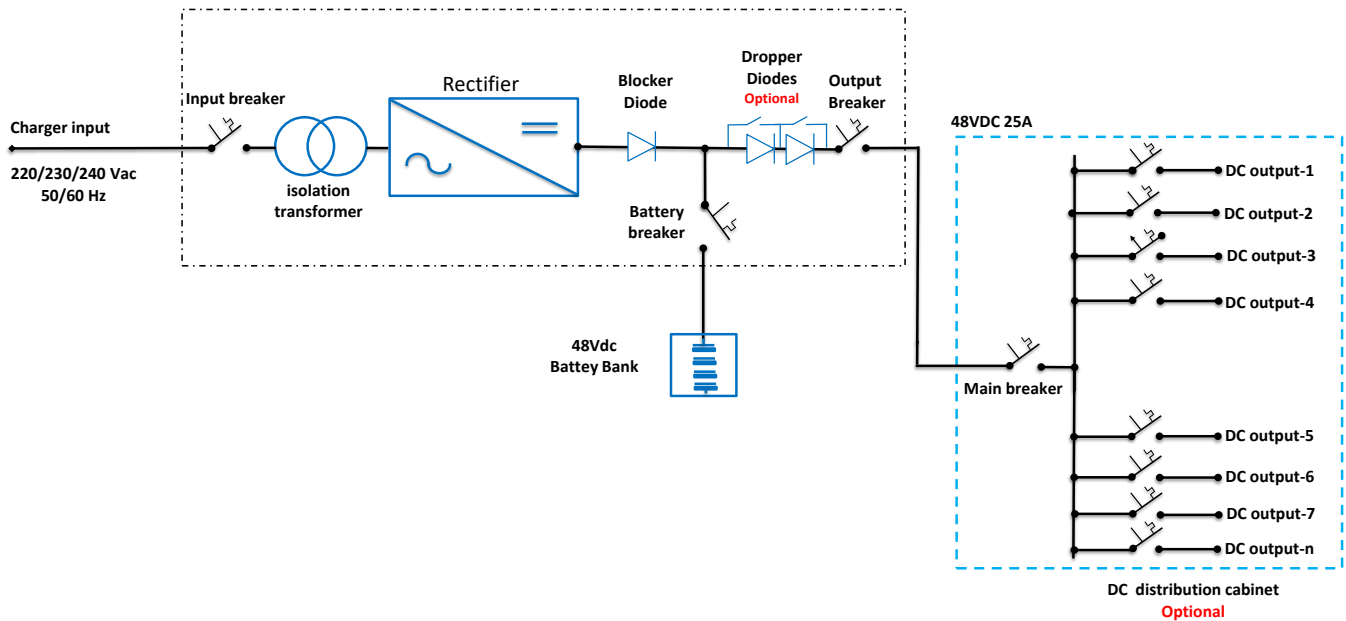 Rectifier
Blocker
Diode
Dropper
Diodes
Optional
Output
Breaker
Input breaker
Charger input
220/230/240 Vac
50/60 Hz
isolation
transformer
Battery
breaker
48Vdc
Battey Bank
48VDC 25A
DC output-1
DC output-2
DC output-3
DC output-4
Main breaker
DC output-5
DC output-6
DC output-7
DC output-n
DC distribution cabinet
Optional